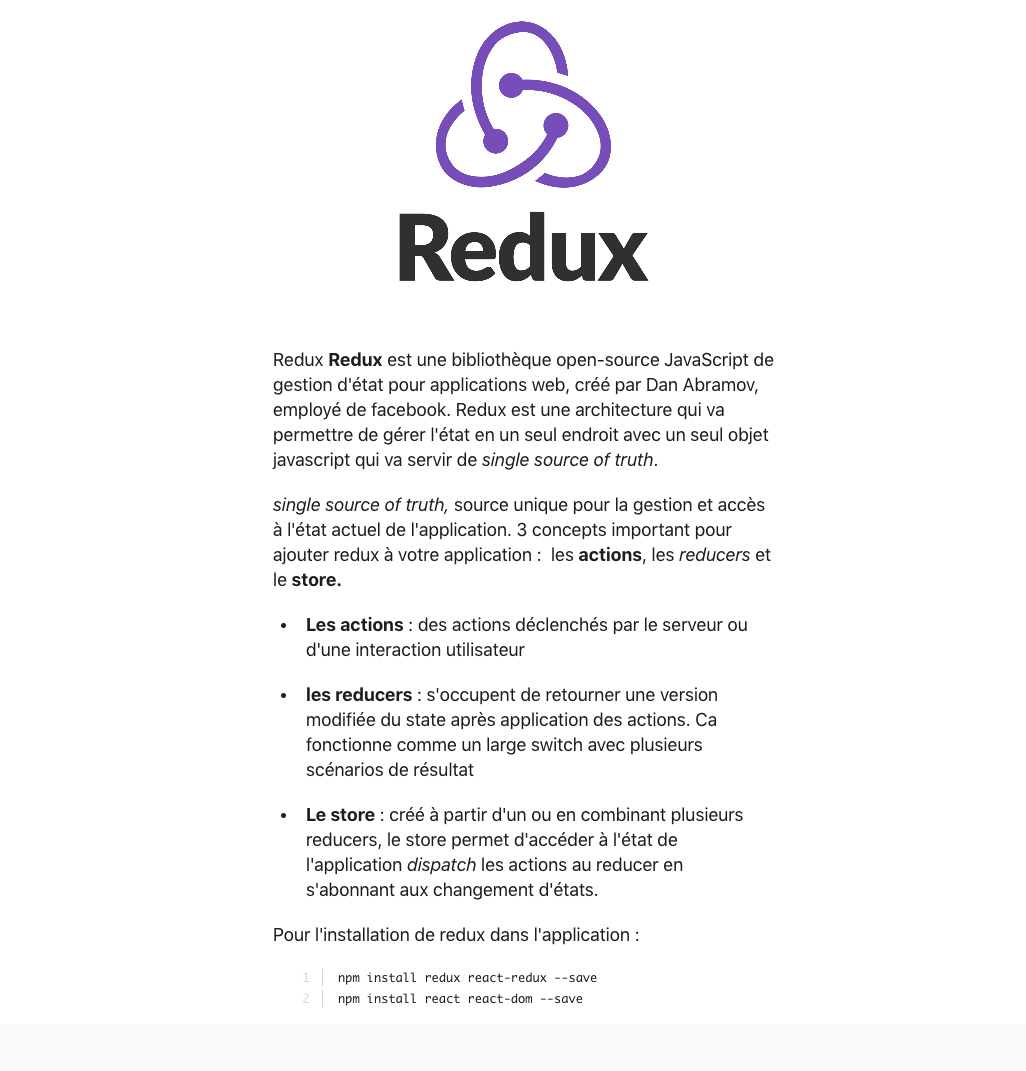 Redux
Redux Redux est une bibliothèque open-source JavaScript de
gestion d'état pour applications web, créé par Dan Abramov,
employé de facebook. Redux est une architecture qui va
permettre de gérer l'état en un seul endroit avec un seul objet
javascript qui va servir de single source of truth.
single source of truth, source unique pour la gestion et accès
à l'état actuel de l'application. 3 concepts important pour
ajouter redux à votre application :  les actions, les reducers et
le store.
• Les actions : des actions déclenchés par le serveur ou
d'une interaction utilisateur
• les reducers : s'occupent de retourner une version
modifiée du state après application des actions. Ca
fonctionne comme un large switch avec plusieurs
scénarios de résultat
• Le store : créé à partir d'un ou en combinant plusieurs
reducers, le store permet d'accéder à l'état de
l'application dispatch les actions au reducer en
s'abonnant aux changement d'états.
Pour l'installation de redux dans l'application :
1 npm install redux react-redux --save
2 npm install react react-dom --save